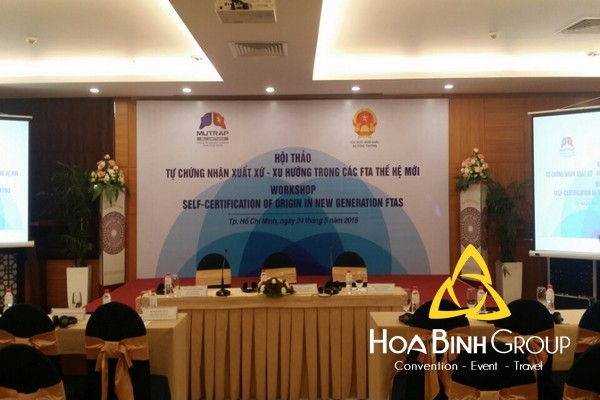 MUTRAP
HỘI THẢO
TỰ CHỨNG NHẬN XUẤT XỨ - XU HƯỚNG TRONG CÁC FTA THẾ HỆ MỚI
WORKSHOP
SELF-CERTIFICATION OF ORIGIN IN NEW GENERATION FTAS
Tp. Hồ Chí Minh, ngày 24 tháng 5 năm 2016
HOA BINH GROUP
Convention - Event - Travel